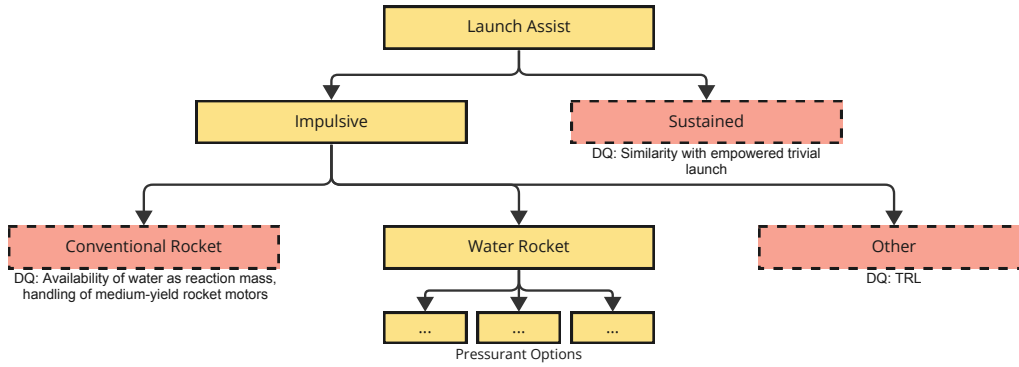 Launch Assist
Impulsive
Sustained
DQ: Similarity with empowered trivial
launch
Conventional Rocket
Water Rocket
Other
DQ: Availability of water as reaction mass,
handling of medium-yield rocket motors
DQ: TRL
...
...
...
Pressurant Options